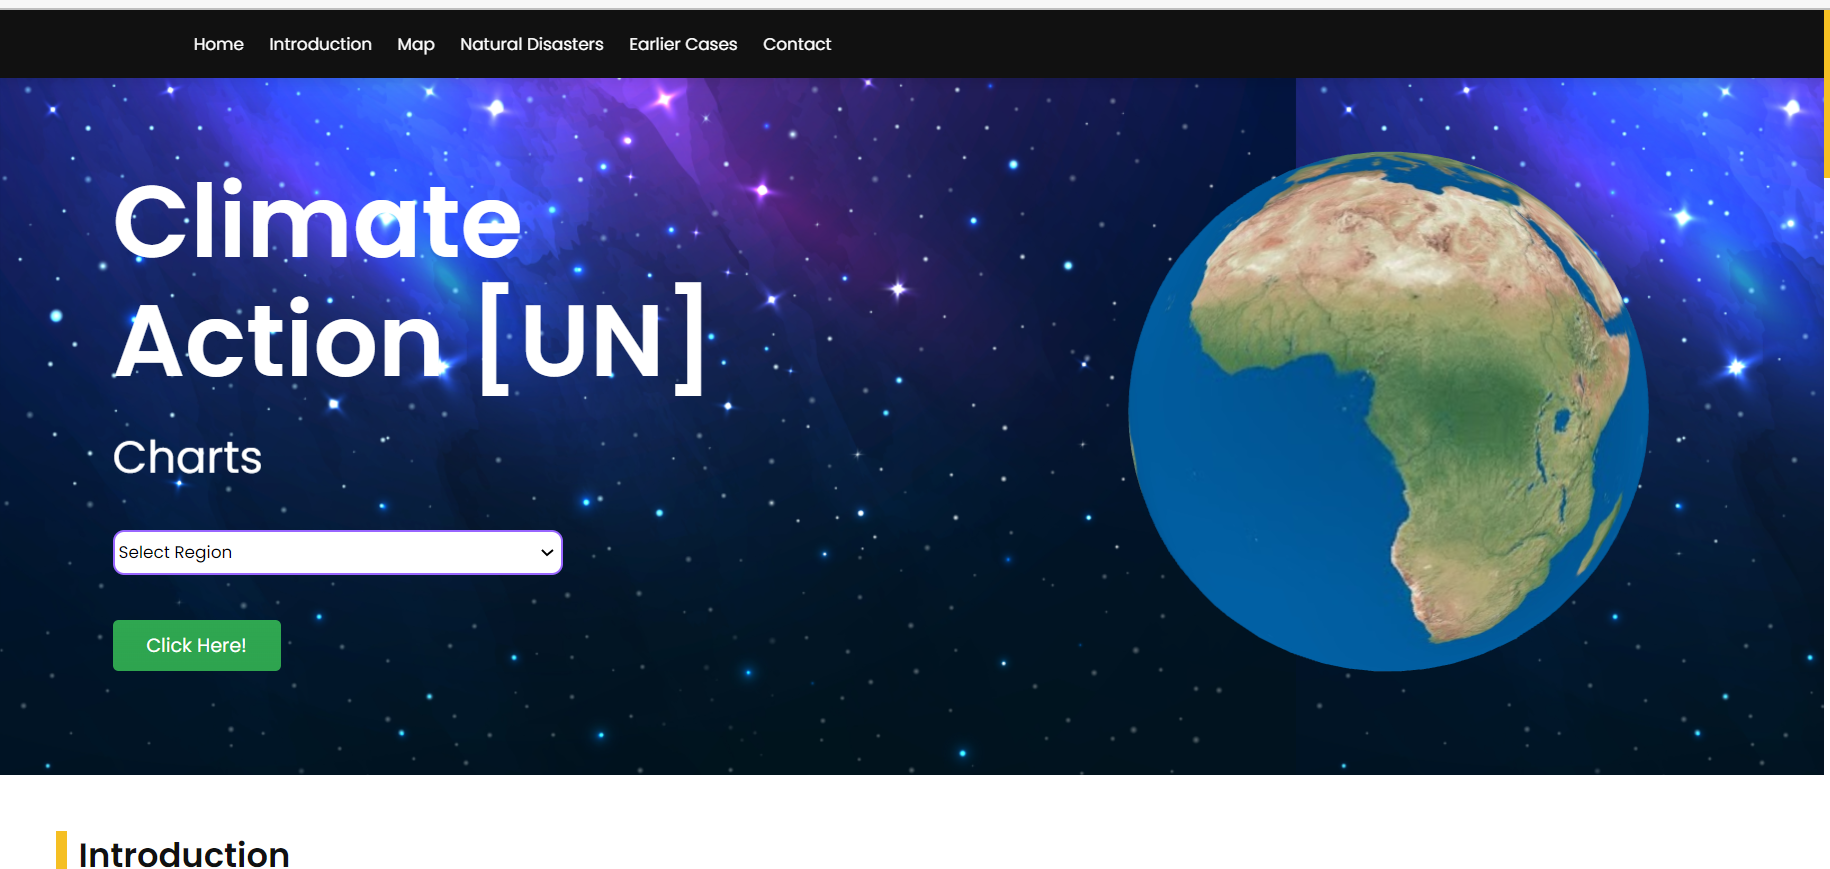 Home Introduction Map Natural Disasters Earlier Cases Contact
Climate
Action [UN]
Charts
Select Region
Click Here!
Introduction